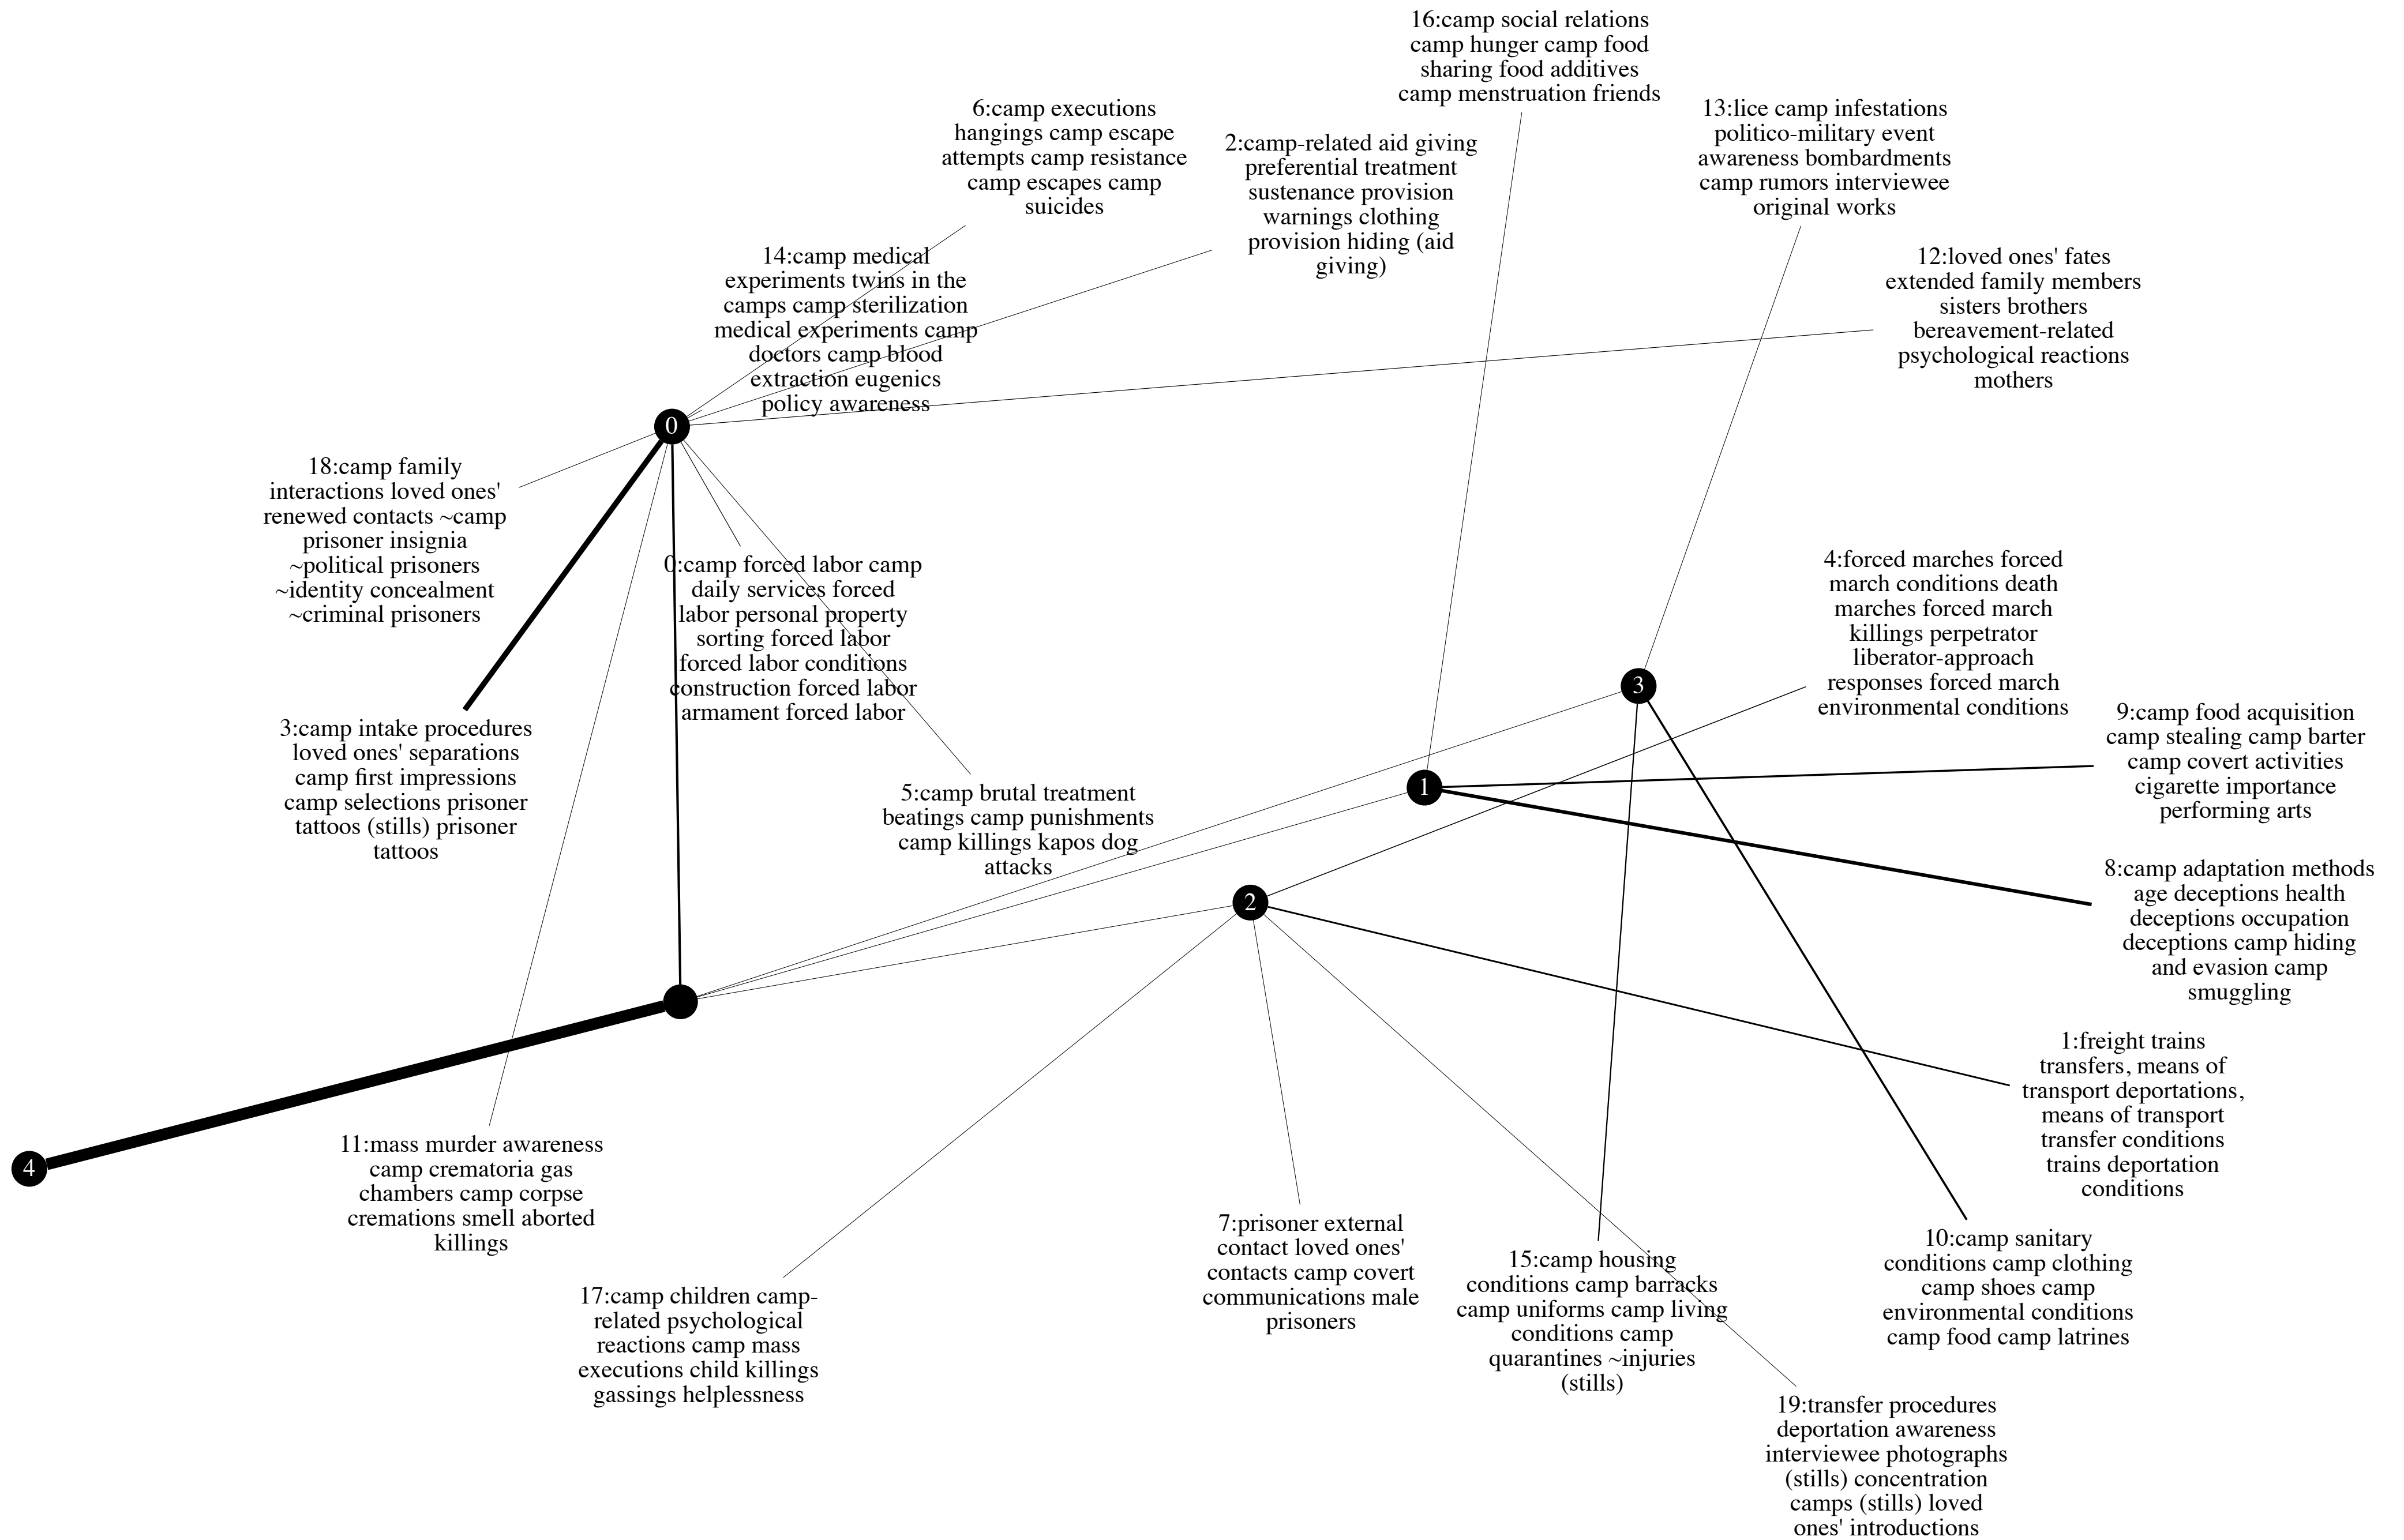 16:camp social relations
camp hunger camp food
sharing food additives
camp menstruation friends
6:camp executions
hangings camp escape
attempts camp resistance
camp escapes camp
suicides
13:lice camp infestations
politico-military event
awareness bombardments
camp rumors interviewee
original works
2:camp-related aid giving
preferential treatment
sustenance provision
warnings clothing
provision hiding (aid
giving)
14:camp medical
experiments twins in the
camps camp sterilization
medical experiments camp
doctors camp blood
extraction eugenics
policy awareness
12:loved ones' fates
extended family members
sisters brothers
bereavement-related
psychological reactions
mothers
0
18:camp family
interactions loved ones'
renewed contacts ~camp
prisoner insignia
~political prisoners
~identity concealment
~criminal prisoners
0:camp forced labor camp
daily services forced
labor personal property
sorting forced labor
forced labor conditions
construction forced labor
armament forced labor
4:forced marches forced
march conditions death
marches forced march
killings perpetrator
liberator-approach
responses forced march
environmental conditions
3
3:camp intake procedures
loved ones' separations
camp first impressions
camp selections prisoner
tattoos (stills) prisoner
tattoos
9:camp food acquisition
camp stealing camp barter
camp covert activities
cigarette importance
performing arts
1
5:camp brutal treatment
beatings camp punishments
camp killings kapos dog
attacks
8:camp adaptation methods
age deceptions health
deceptions occupation
deceptions camp hiding
and evasion camp
smuggling
2
1:freight trains
transfers, means of
transport deportations,
means of transport
transfer conditions
trains deportation
conditions
4
11:mass murder awareness
camp crematoria gas
chambers camp corpse
cremations smell aborted
killings
7:prisoner external
contact loved ones'
contacts camp covert
communications male
prisoners
10:camp sanitary
conditions camp clothing
camp shoes camp
environmental conditions
camp food camp latrines
15:camp housing
conditions camp barracks
camp uniforms camp living
conditions camp
quarantines ~injuries
(stills)
17:camp children camp-
related psychological
reactions camp mass
executions child killings
gassings helplessness
19:transfer procedures
deportation awareness
interviewee photographs
(stills) concentration
camps (stills) loved
ones' introductions